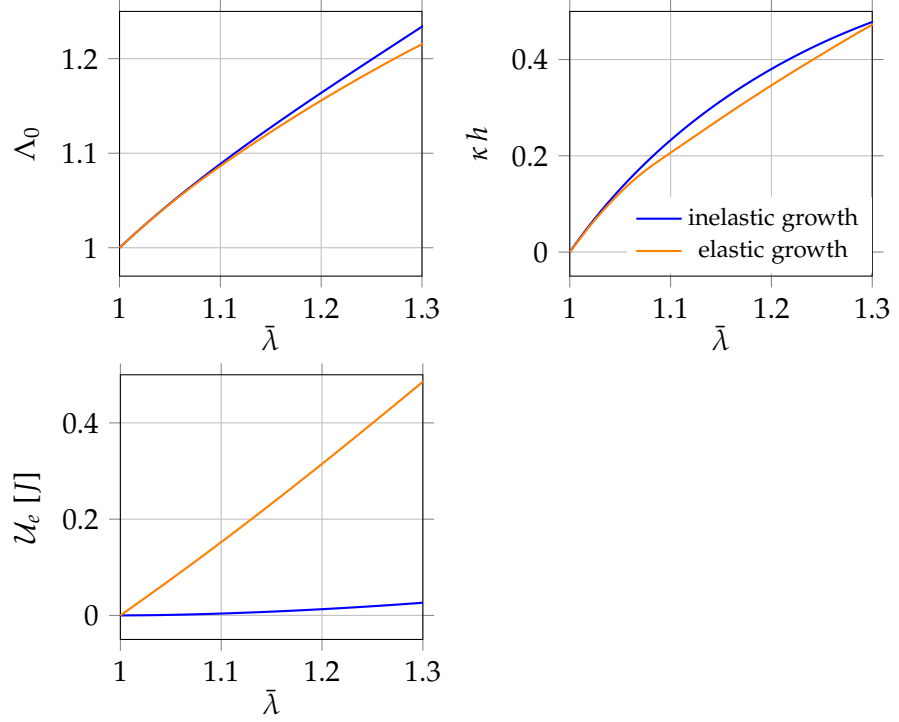 1.2
1.1
1
Λ₀
1 1.1 1.2 1.3
λ̄
0.4
0.2
0
κ h
inelastic growth
elastic growth
1 1.1 1.2 1.3
λ̄
0.4
0.2
0
𝒰ₑ [J]
1 1.1 1.2 1.3
λ̄